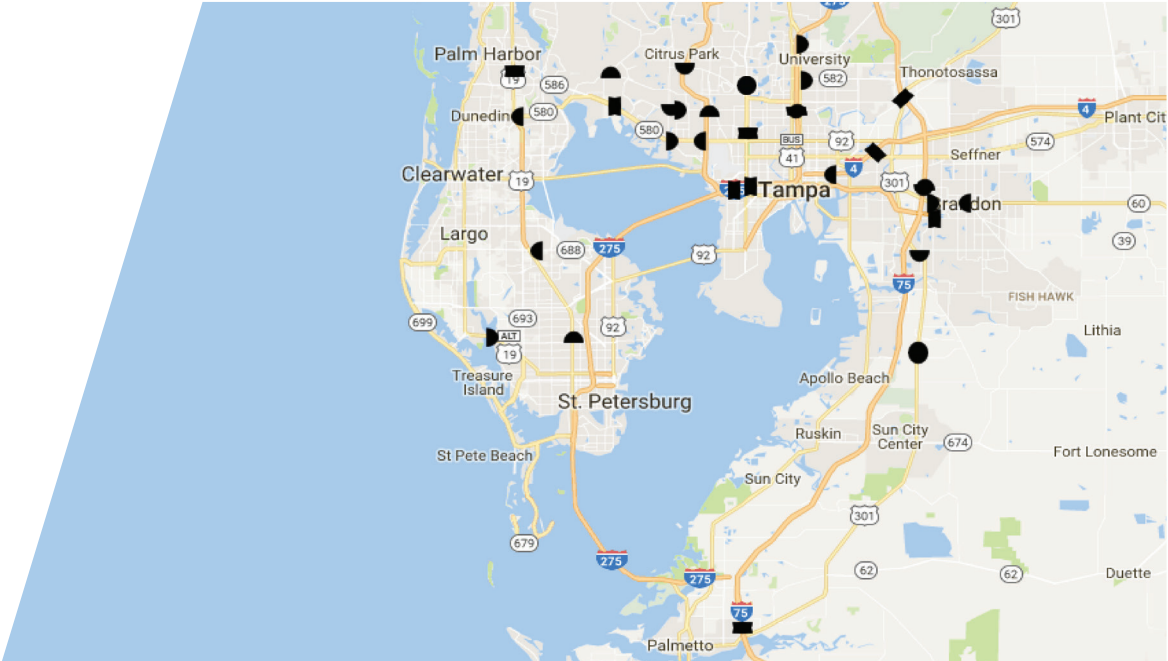 275
301
Palm Harbor
Citrus Park
University
19
586
582
Thonotosassa
4
Dunedin
580
580
BUS
41
92
574
Plant Cit
Seffner
Clearwater
19
4
301
Tampa
60
Largo
688
275
92
39
75
FISH HAWK
699
693
92
ALT
19
Lithia
Treasure
Island
Apollo Beach
St. Petersburg
Ruskin
Sun City
Center
674
St Pete Beach
Fort Lonesome
Sun City
301
679
275
275
62
62
Duette
75
Palmetto